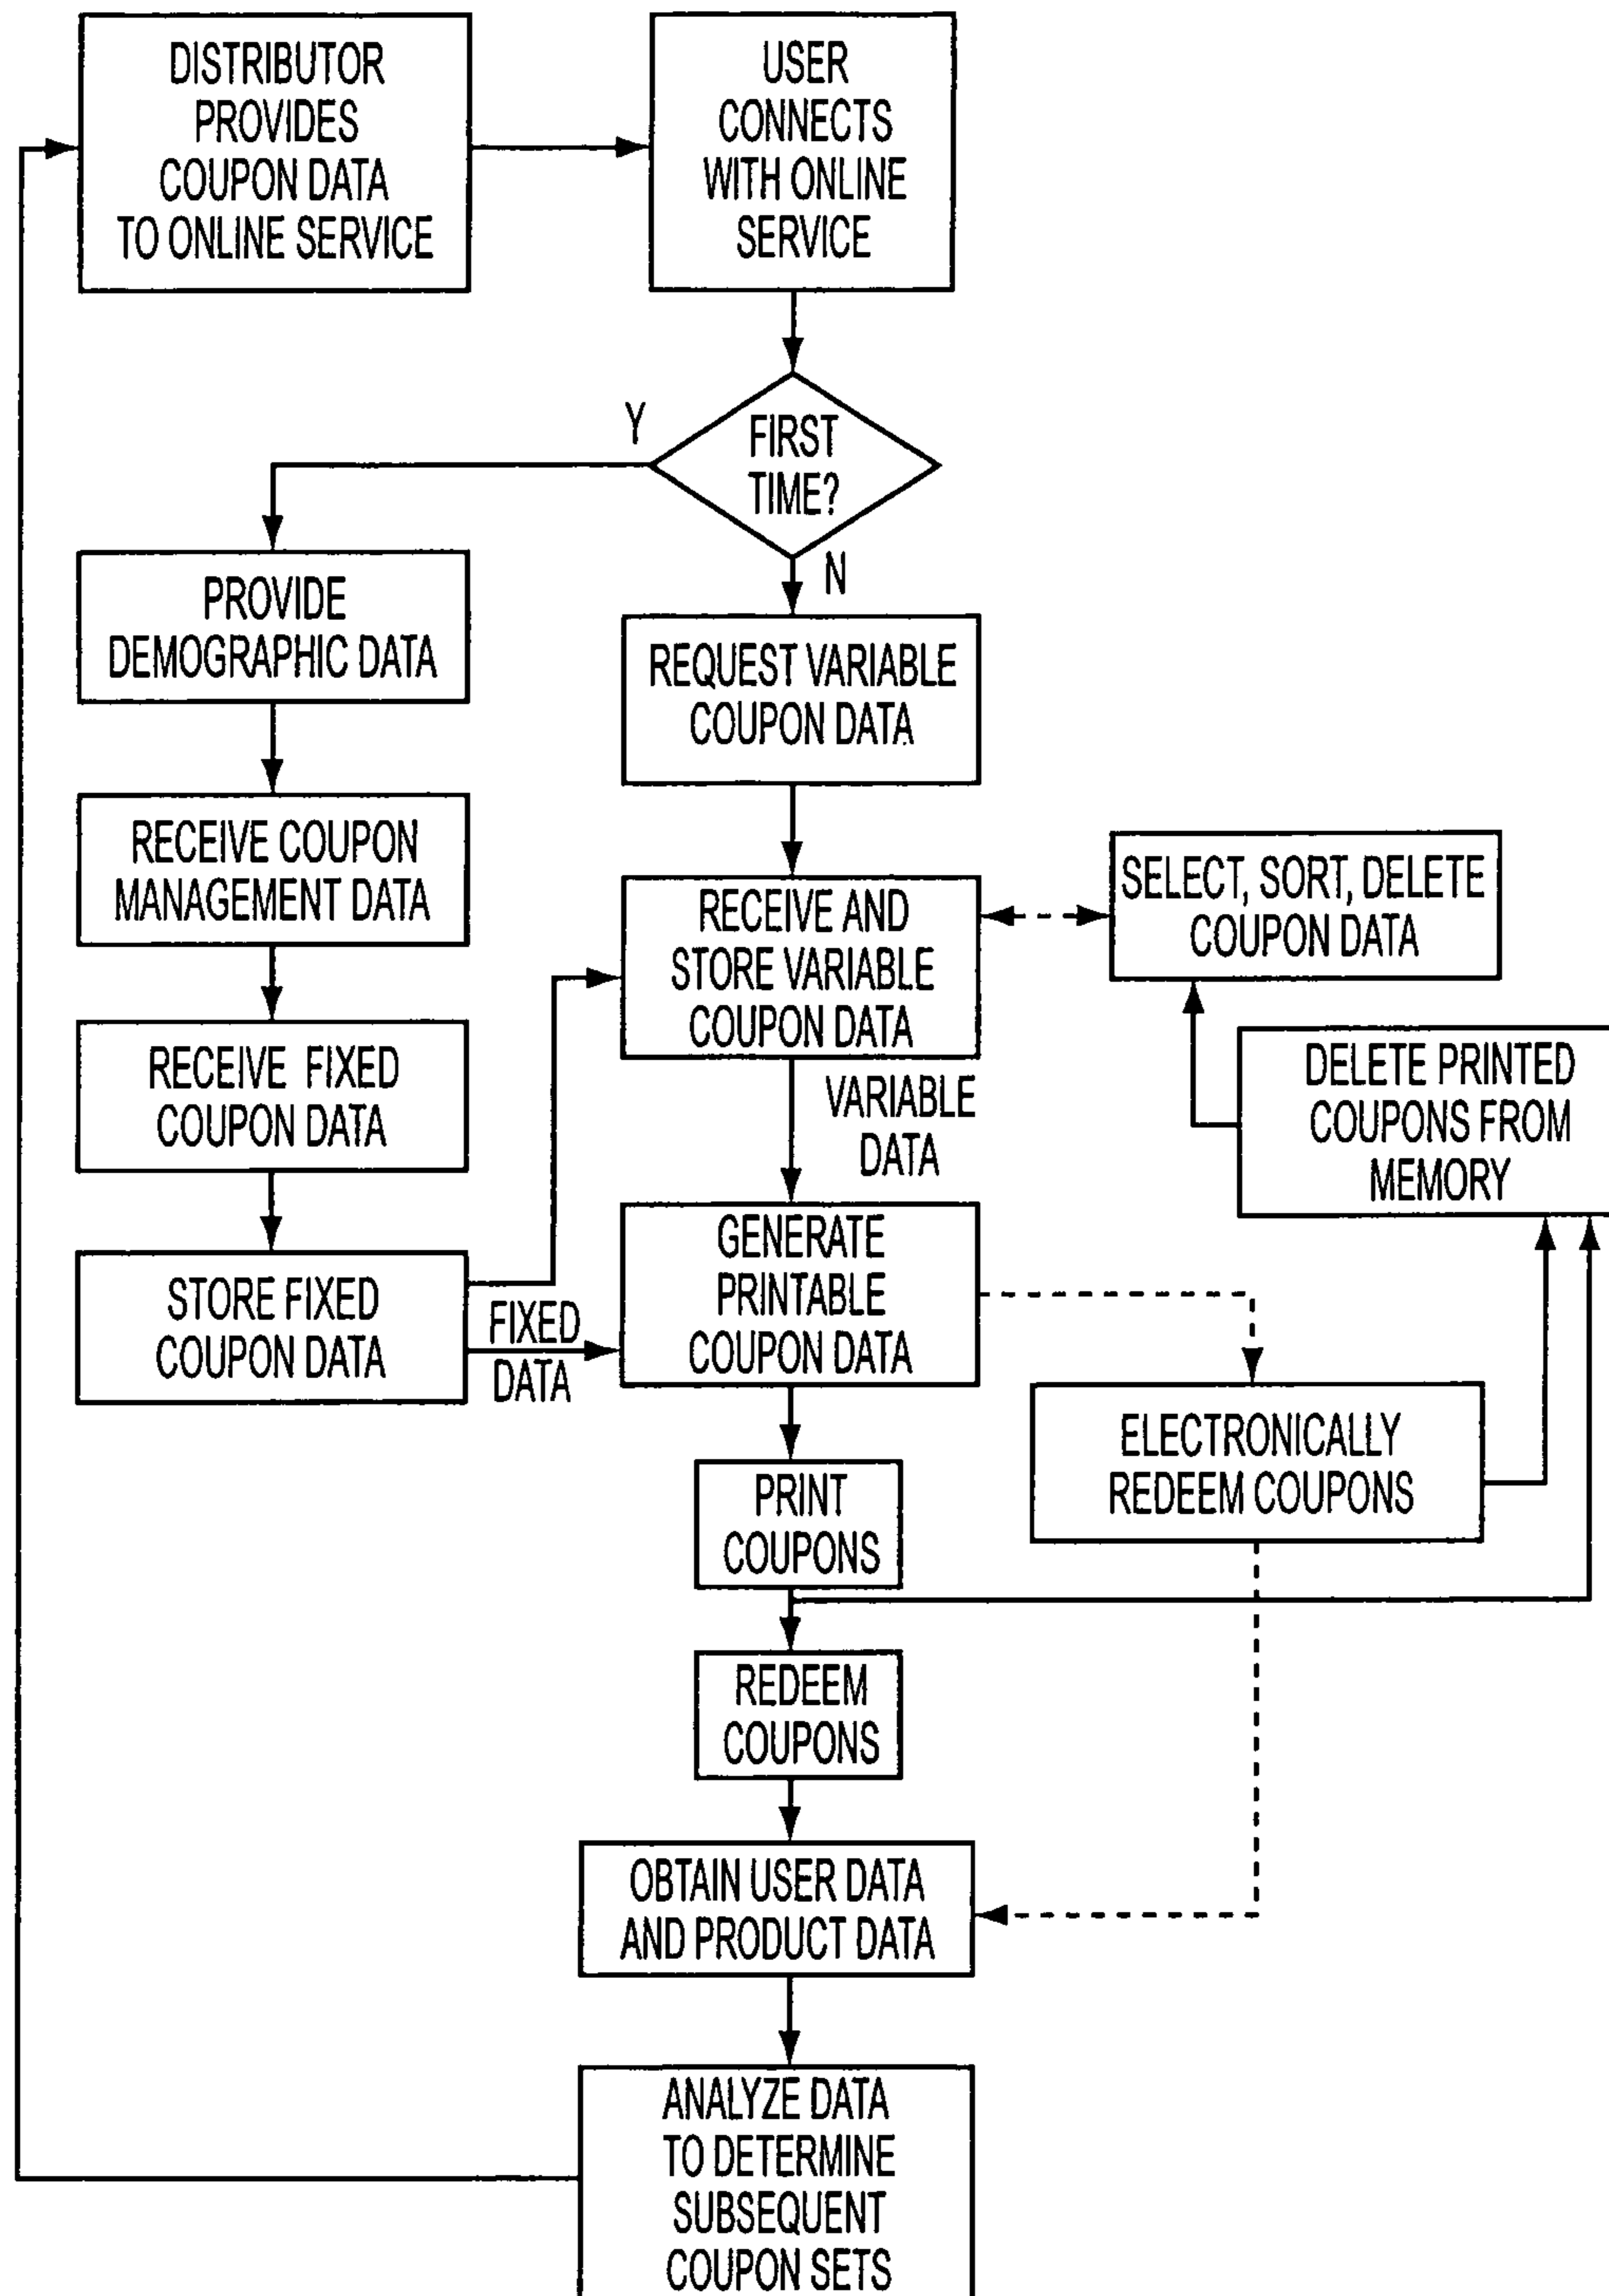 DISTRIBUTOR
PROVIDES
COUPON DATA
TO ONLINE SERVICE
USER
CONNECTS
WITH ONLINE
SERVICE
FIRST
TIME?
Y
N
PROVIDE
DEMOGRAPHIC DATA
REQUEST VARIABLE
COUPON DATA
RECEIVE COUPON
MANAGEMENT DATA
RECEIVE AND
STORE VARIABLE
COUPON DATA
SELECT, SORT, DELETE
COUPON DATA
RECEIVE FIXED
COUPON DATA
VARIABLE
DATA
DELETE PRINTED
COUPONS FROM
MEMORY
STORE FIXED
COUPON DATA
FIXED
DATA
GENERATE
PRINTABLE
COUPON DATA
ELECTRONICALLY
REDEEM COUPONS
PRINT
COUPONS
REDEEM
COUPONS
OBTAIN USER DATA
AND PRODUCT DATA
ANALYZE DATA
TO DETERMINE
SUBSEQUENT
COUPON SETS